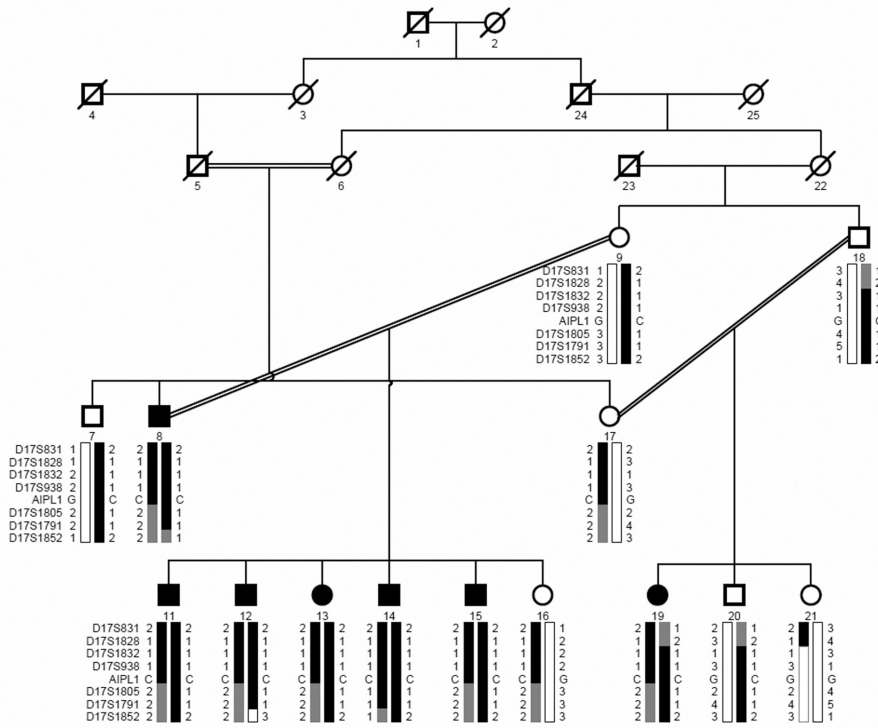 1 2
4 3 24 25
5 6 23 22
9 18
D17S831 1 2 3 1
D17S1828 2 1 4 2
D17S1832 2 1 3 1
D17S938 2 1 1 1
AIPL1 G C G
D17S1805 3 1 4 1
D17S1791 3 1 5 1
D17S1852 3 2 1 2
7 8 17
D17S831 1 2 2 2 2 2
D17S1828 1 1 1 1 1 3
D17S1832 2 1 1 1 1 1
D17S938 2 1 1 1 1 3
AIPL1 G C C C C G
D17S1805 2 1 2 1 2 2
D17S1791 2 1 2 1 2 4
D17S1852 1 2 2 1 2 3
11 12 13 14 15 16 19 20 21
D17S831 2 2 2 2 2 2 2 2 2 2 2 1 2 1 2 1 2 3
D17S1828 1 1 1 1 1 1 1 1 1 1 1 2 1 2 3 2 1 4
D17S1832 1 1 1 1 1 1 1 1 1 1 1 2 1 1 1 1 1 3
D17S938 1 1 1 1 1 1 1 1 1 1 1 2 1 1 3 1 3 1
AIPL1 C C C C C C C C C C C G C C G C G G
D17S1805 2 1 2 1 2 1 2 1 2 1 2 3 2 1 2 1 2 4
D17S1791 2 1 2 1 2 1 2 1 2 1 2 3 2 1 4 1 4 5
D17S1852 2 2 2 3 2 2 1 2 2 2 2 3 2 2 3 2 3 1